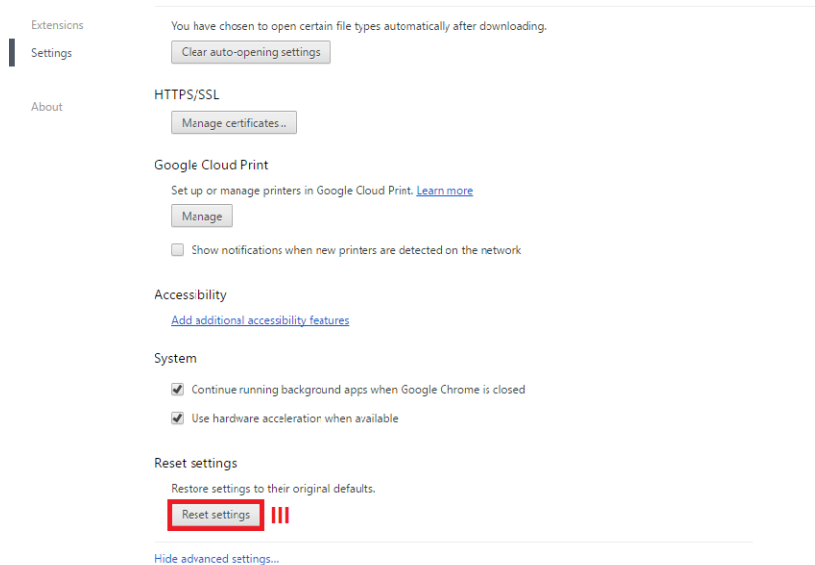 Extensions
Settings
About
You have chosen to open certain file types automatically after downloading.
Clear auto-opening settings
HTTPS/SSL
Manage certificates...
Google Cloud Print
Set up or manage printers in Google Cloud Print. Learn more
Manage
Show notifications when new printers are detected on the network
Accessibility
Add additional accessibility features
System
Continue running background apps when Google Chrome is closed
Use hardware acceleration when available
Reset settings
Restore settings to their original defaults.
Reset settings III
Hide advanced settings...